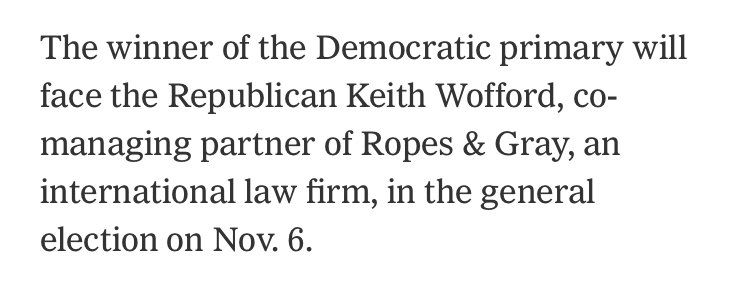 The winner of the Democratic primary will
face the Republican Keith Wofford, co-
managing partner of Ropes & Gray, an
international law firm, in the general
election on Nov. 6.